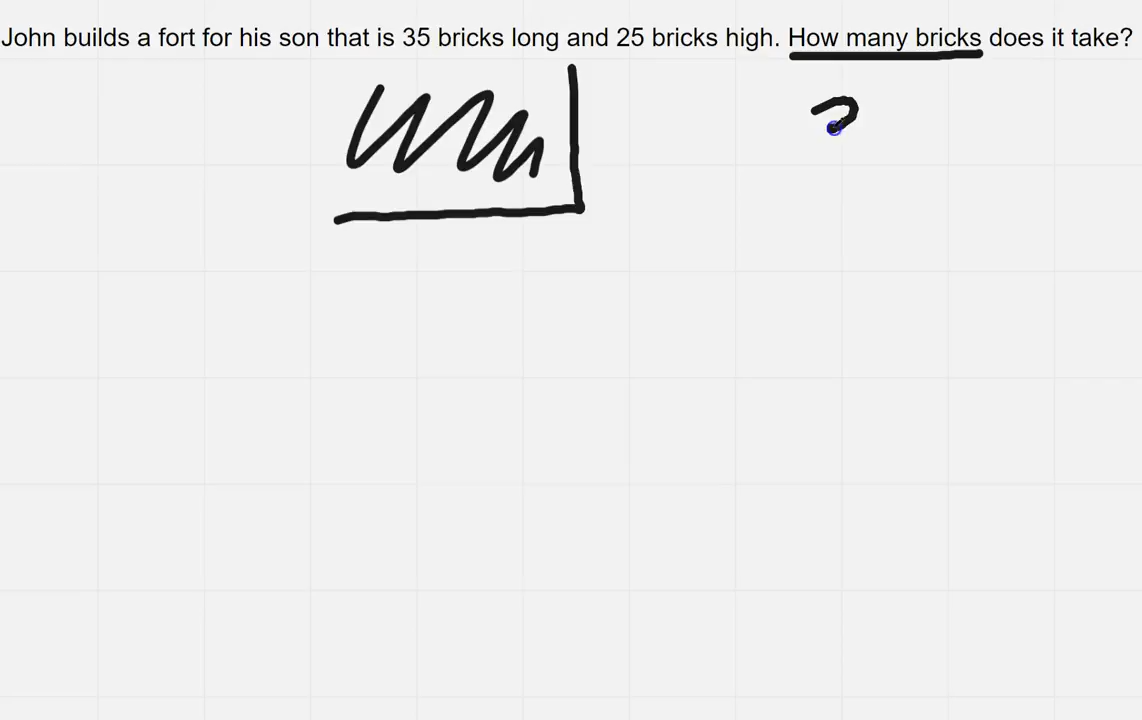 John builds a fort for his son that is 35 bricks long and 25 bricks high. How many bricks does it take?